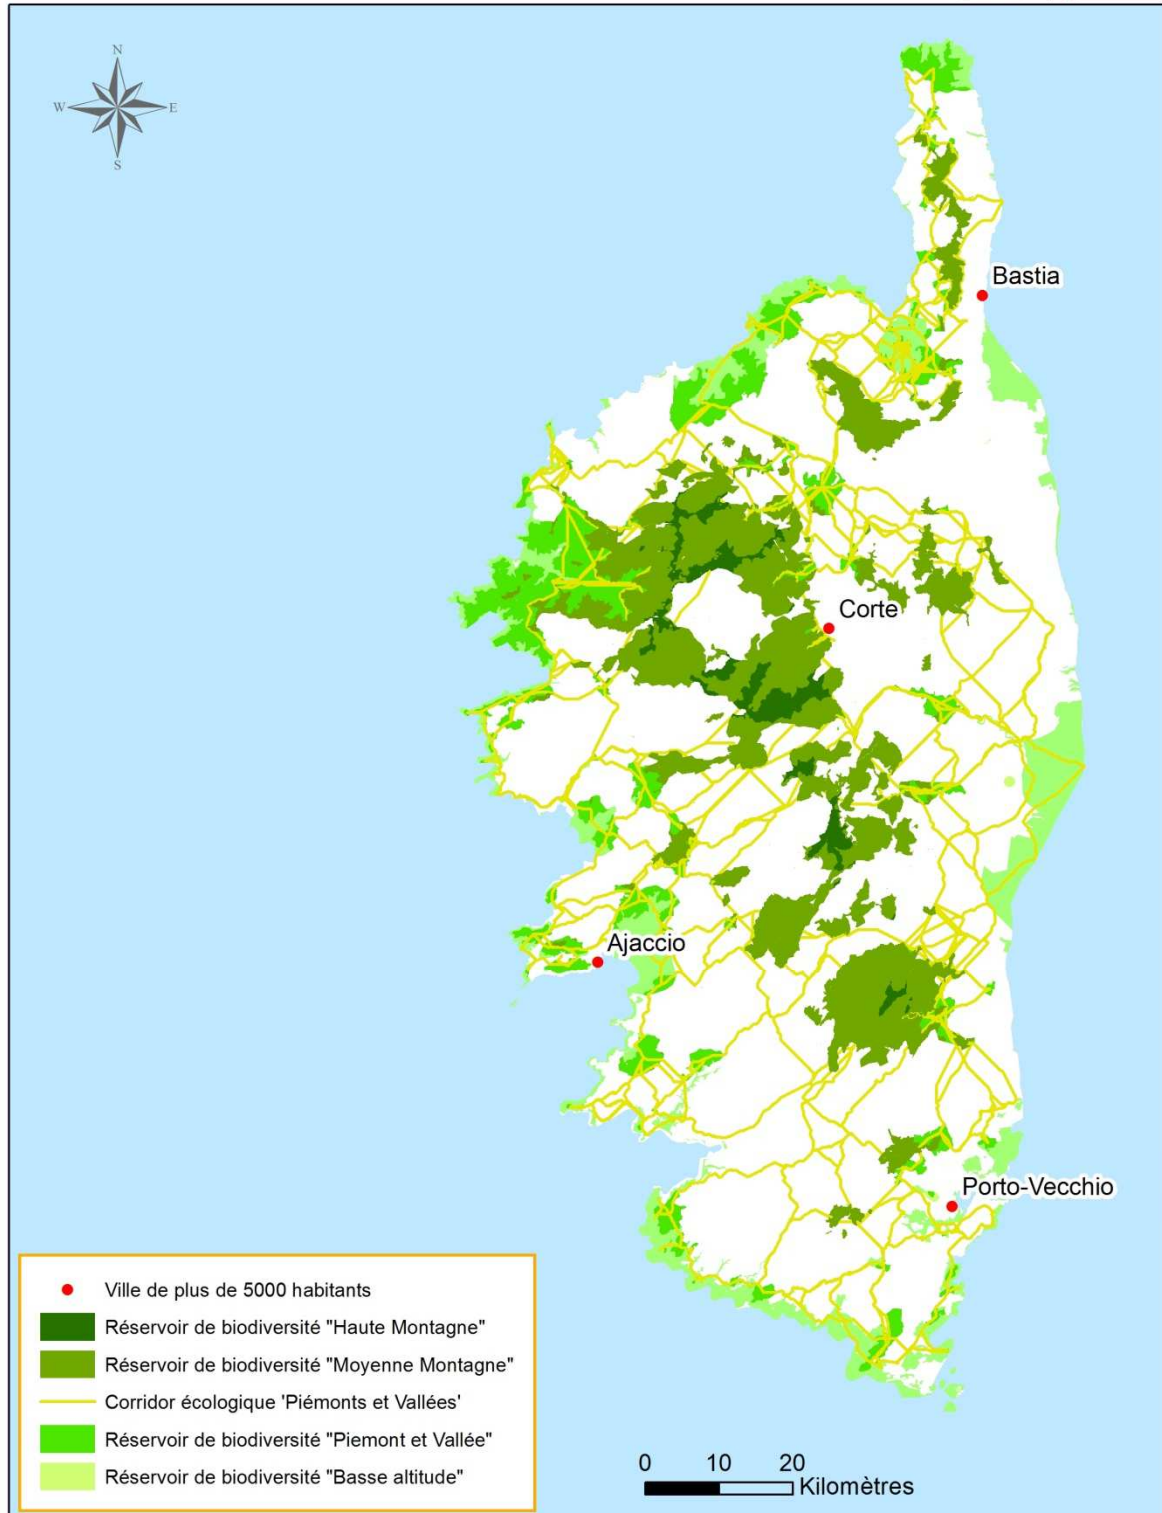 N
W E
S
Bastia
Corte
Ajaccio
Porto-Vecchio
Ville de plus de 5000 habitants
Réservoir de biodiversité "Haute Montagne"
Réservoir de biodiversité "Moyenne Montagne"
Corridor écologique 'Piémonts et Vallées'
Réservoir de biodiversité "Piemont et Vallée"
Réservoir de biodiversité "Basse altitude"
0 10 20
Kilomètres